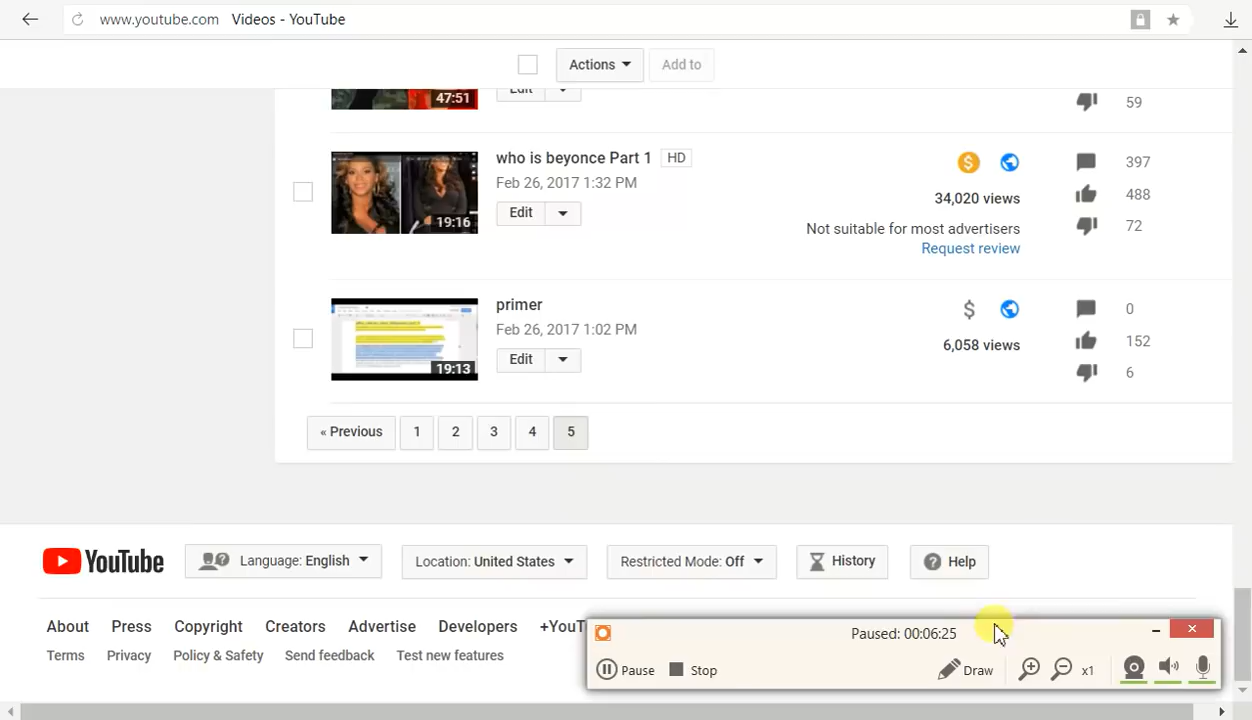 www.youtube.com Videos - YouTube
Actions Add to
47:51 Edit 59
who is beyonce Part 1 HD 397
Feb 26, 2017 1:32 PM
34,020 views 488
19:16 Edit
Not suitable for most advertisers 72
Request review
primer 0
Feb 26, 2017 1:02 PM
6,058 views 152
19:13 Edit 6
« Previous 1 2 3 4 5
YouTube Language: English Location: United States Restricted Mode: Off History Help
About Press Copyright Creators Advertise Developers
Paused: 00:06:25
Terms Privacy Policy & Safety Send feedback Test new features
Pause Stop Draw x1